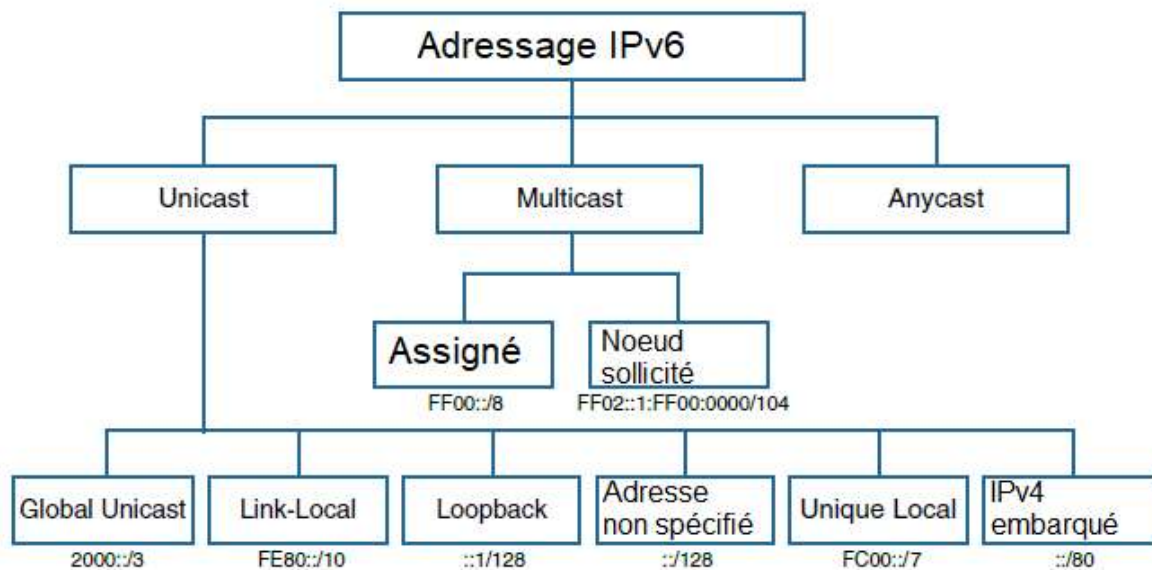 Adressage IPv6
Unicast
Multicast
Anycast
Assigné
FF00::/8
Noeud
sollicité
FF02::1:FF00:0000/104
Global Unicast
2000::/3
Link-Local
FE80::/10
Loopback
::1/128
Adresse
non spécifié
::/128
Unique Local
FC00::/7
IPv4
embarqué
::/80